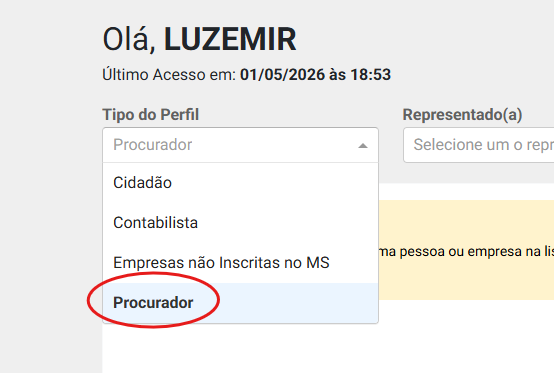 Olá, LUZEMIR
Último Acesso em: 01/05/2026 às 18:53
Tipo do Perfil
Representado(a)
Procurador
Selecione um o repr
Cidadão
Contabilista
Empresas não Inscritas no MS
Procurador
ma pessoa ou empresa na lis